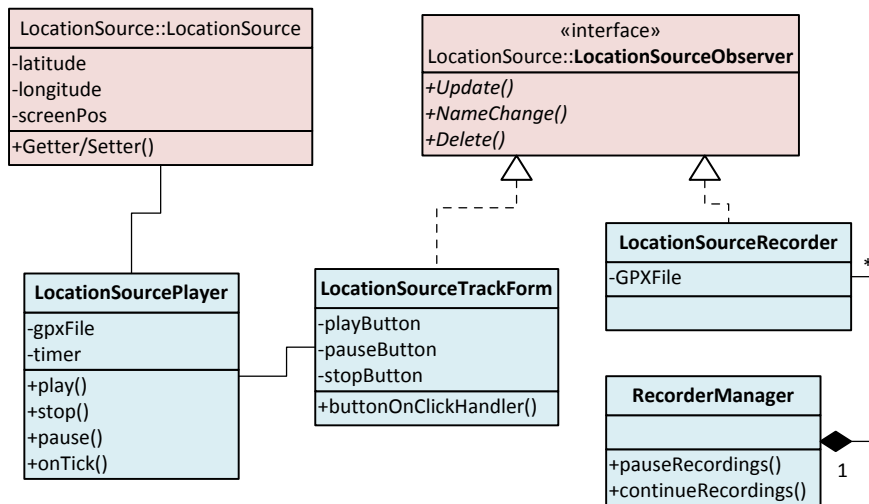 LocationSource::LocationSource
-latitude
-longitude
-screenPos
+Getter/Setter()
«interface»
LocationSource::LocationSourceObserver
+Update()
+NameChange()
+Delete()
LocationSourcePlayer
-gpxFile
-timer
+play()
+stop()
+pause()
+onTick()
LocationSourceTrackForm
-playButton
-pauseButton
-stopButton
+buttonOnClickHandler()
LocationSourceRecorder
-GPXFile
*
RecorderManager
+pauseRecordings()
+continueRecordings()
1